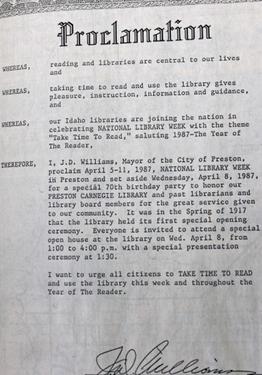 Proclamation
WHEREAS, reading and libraries are central to our lives
and
WHEREAS, taking time to read and use the library gives
pleasure, instruction, information and guidance,
and
WHEREAS, our Idaho libraries are joining the nation in
celebrating NATIONAL LIBRARY WEEK with the theme
"Take Time To Read," saluting 1987-The Year of
The Reader,
THEREFORE, I, J.D. Williams, Mayor of the City of Preston,
proclaim April 5-11, 1987, NATIONAL LIBRARY WEEK
in Preston and set aside Wednesday, April 8, 1987,
for a special 70th birthday party to honor our
PRESTON CARNEGIE LIBRARY and past librarians and
library board members for the great service given
to our community. It was in the Spring of 1917
that the library held its first special opening
ceremony. Everyone is invited to attend a special
open house at the library on Wed. April 8, from
1:00 to 4:00 p.m. with a special presentation
ceremony at 1:30.
I want to urge all citizens to TAKE TIME TO READ
and use the library this week and throughout the
Year of The Reader.